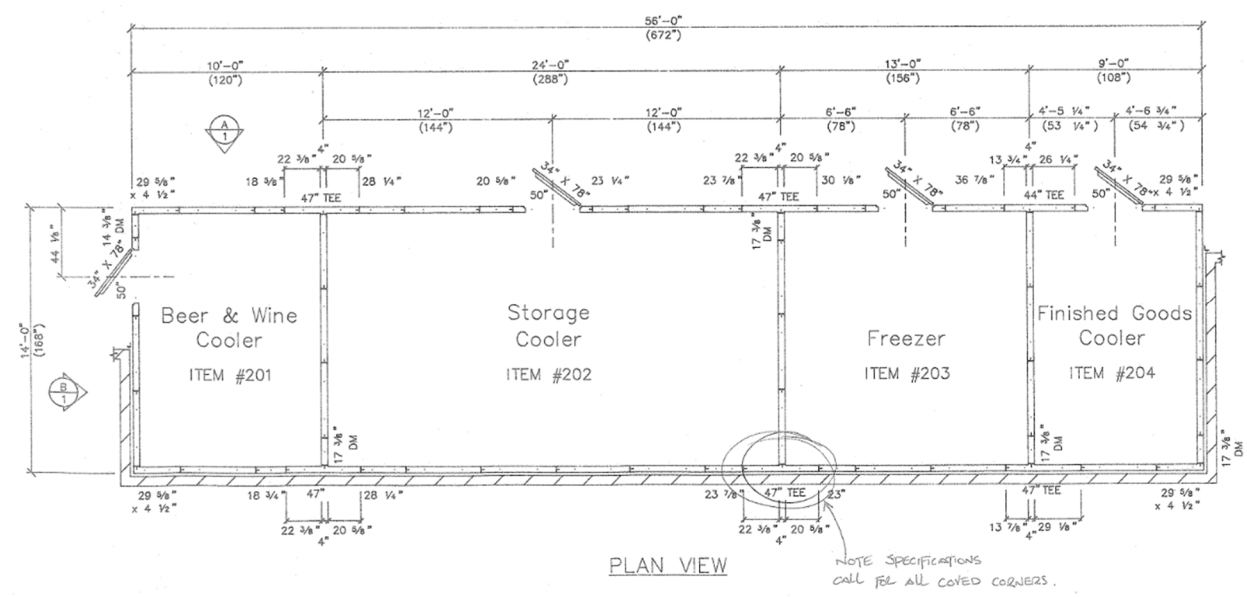 56'-0"
(672")
10'-0"
(120")
24'-0"
(288")
13'-0"
(156")
9'-0"
(108")
12'-0"
(144")
12'-0"
(144")
6'-6"
(78")
6'-6"
(78")
4'-5 1/4"
(53 1/4")
4'-6 3/4"
(54 3/4")
A
1
4"
22 3/8"
20 5/8"
4"
22 3/8"
20 5/8"
4"
13 3/4"
26 1/4"
29 5/8"
x 4 1/2"
18 3/8"
28 1/4"
47" TEE
20 5/8"
34" X 78"
50"
23 1/4"
23 7/8"
47" TEE
30 1/8"
34" X 78"
50"
36 7/8"
44" TEE
34" X 78"
50"
29 5/8"
x 4 1/2"
14 3/8"
DM
44 1/8"
34" X 78"
50"
17 3/8"
DM
14'-0"
(168")
Beer & Wine
Cooler
ITEM #201
Storage
Cooler
ITEM #202
Freezer
ITEM #203
Finished Goods
Cooler
ITEM #204
B
1
17 3/8"
DM
17 3/8"
DM
17 3/8"
DM
29 5/8"
x 4 1/2"
18 3/4"
47"
28 1/4"
23 7/8"
47" TEE
23"
47" TEE
29 5/8"
x 4 1/2"
22 3/8"
20 5/8"
4"
22 3/8"
20 5/8"
4"
13 7/8"
29 1/8"
4"
PLAN VIEW
NOTE SPECIFICATIONS
CALL FOR ALL COVED CORNERS.